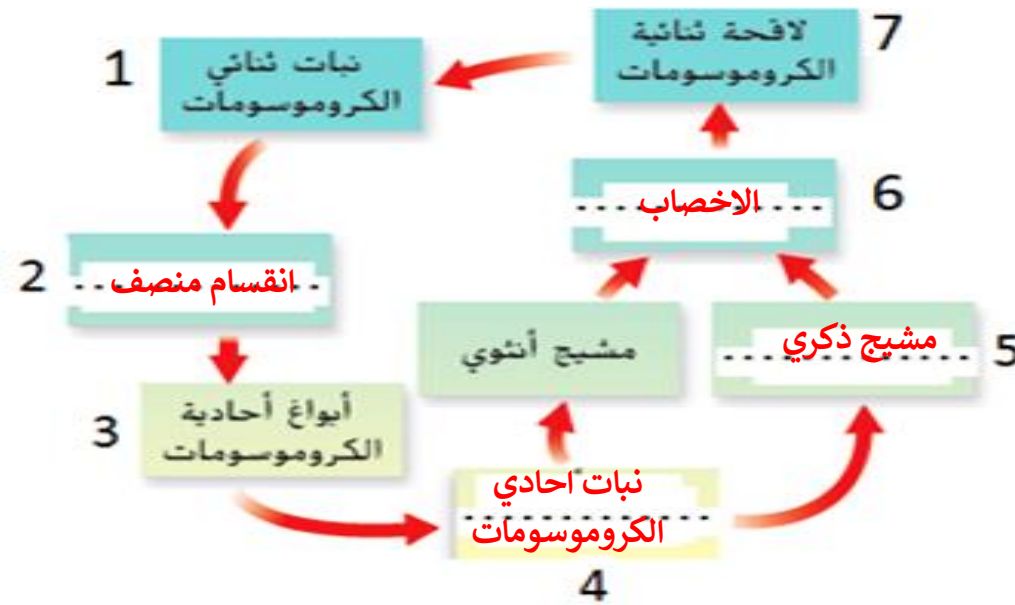 1
نبات ثنائي
الكروموسومات
2
انقسام منصف
3
أبواغ أحادية
الكروموسومات
نبات احادي
الكروموسومات
4
مشيج أنثوي
مشيج ذكري
5
الاخصاب
6
لاقحة ثنائية
الكروموسومات
7